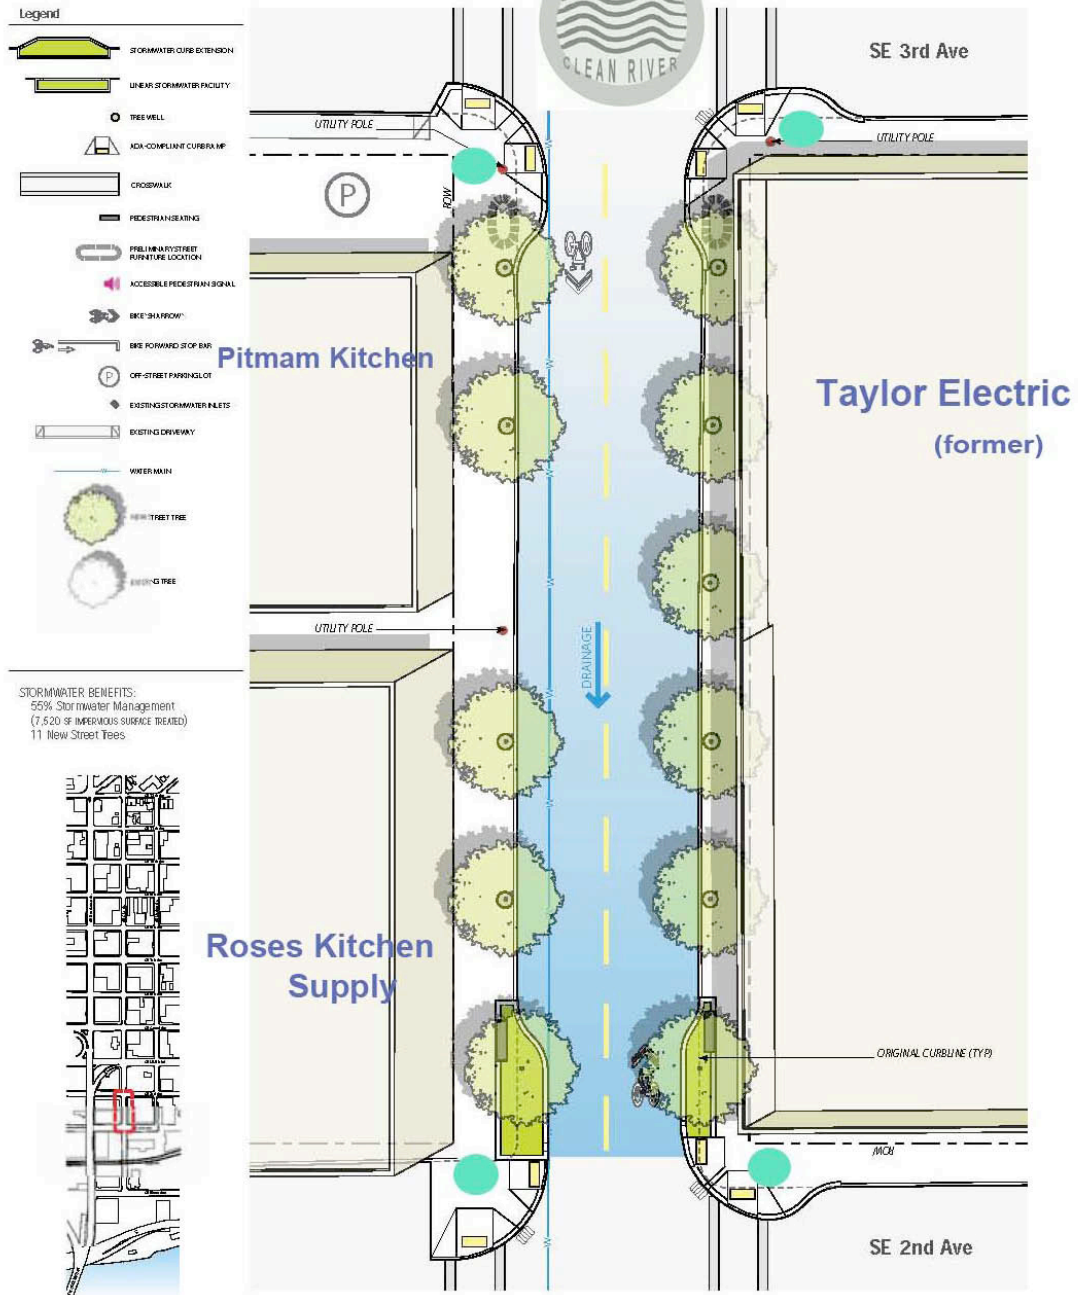 Legend
STORMWATER CURB EXTENSION
LINEAR STORMWATER FACILITY
TREE WELL
ADA-COMPLIANT CURB RAMP
CROSSWALK
PEDESTRIAN SEATING
PRELIMINARY STREET
FURNITURE LOCATION
ACCESSIBLE PEDESTRIAN SIGNAL
BIKE "SHARROW"
BIKE FORWARD STOP BAR
P
OFF-STREET PARKING LOT
EXISTING STORMWATER INLETS
EXISTING DRIVEWAY
W
WATER MAIN
NEW STREET TREE
EXISTING TREE
STORMWATER BENEFITS:
55% Stormwater Management
(7,520 SF IMPERVIOUS SURFACE TREATED)
11 New Street Trees
CLEAN RIVER
SE 3rd Ave
UTILITY POLE
UTILITY POLE
P
ROW
W
W
Pitmam Kitchen
Taylor Electric
(former)
W
W
UTILITY POLE
DRAINAGE
W
W
Roses Kitchen
Supply
ORIGINAL CURBLINE (TYP)
ROW
SE 2nd Ave
W